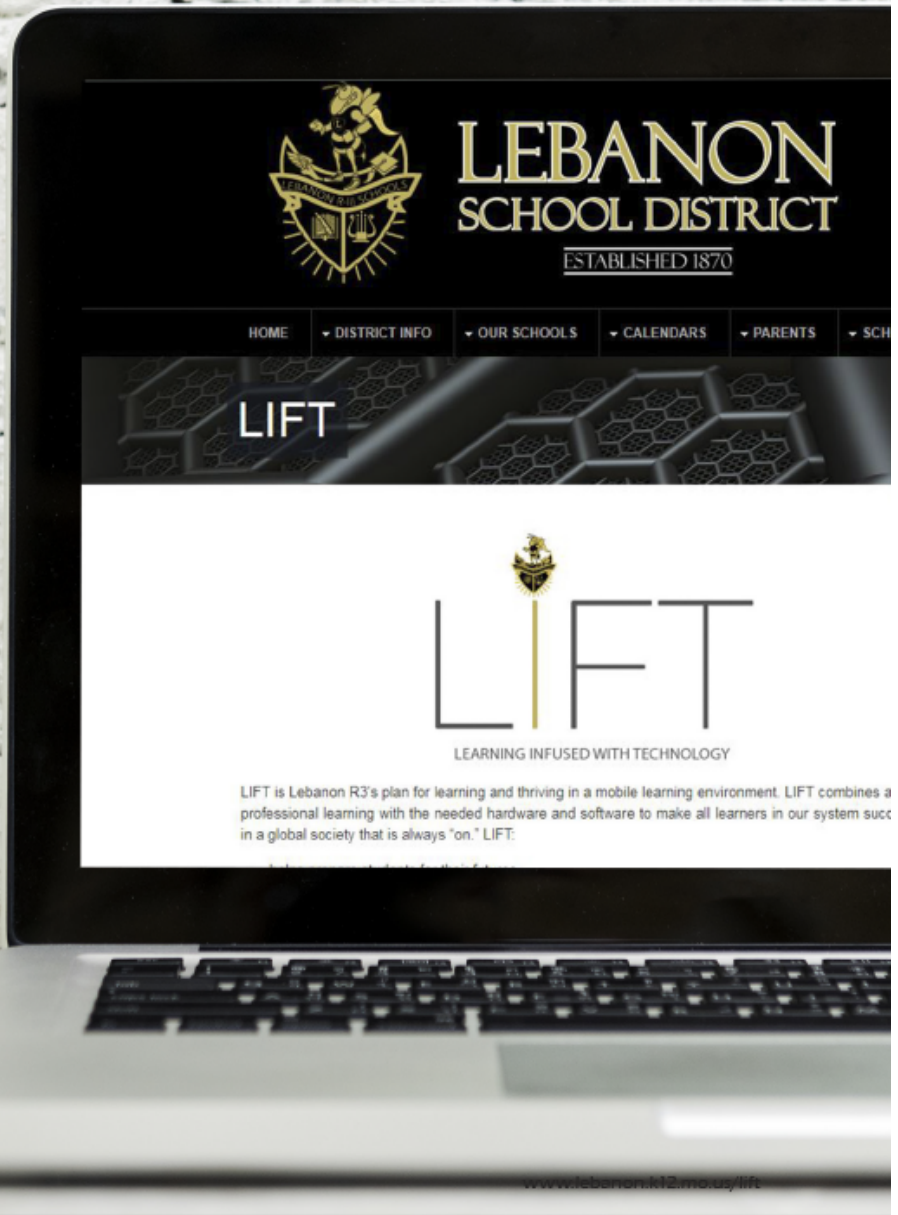 LEBANON R-III SCHOOLS
LEBANON
SCHOOL DISTRICT
ESTABLISHED 1870
HOME DISTRICT INFO OUR SCHOOLS CALENDARS PARENTS SCH
LIFT
LIFT
LEARNING INFUSED WITH TECHNOLOGY
LIFT is Lebanon R3's plan for learning and thriving in a mobile learning environment. LIFT combines a
professional learning with the needed hardware and software to make all learners in our system succ
in a global society that is always "on." LIFT:
www.lebanon.k12.mo.us/lift